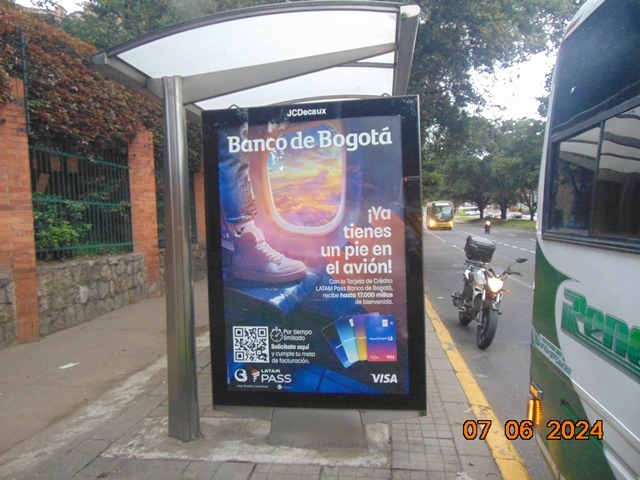 JCDecaux
Banco de Bogotá
¡Ya
tienes
un pie en
el avión!
Con la Tarjeta de Crédito
LATAM Pass Banco de Bogotá,
recibe hasta 17.000 millas
de bienvenida.
Por tiempo
limitado
Solicítala aquí
y cumple tu meta
de facturación.
LATAM
PASS
VISA
07 06 2024